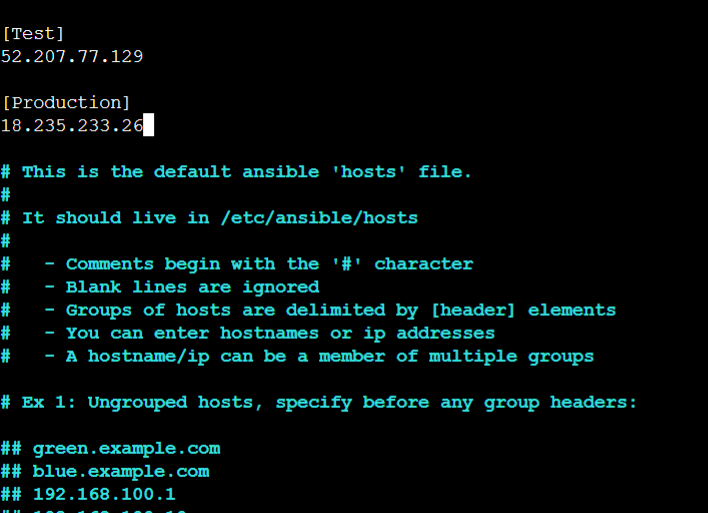 [Test]
52.207.77.129
[Production]
18.235.233.26
# This is the default ansible 'hosts' file.
#
# It should live in /etc/ansible/hosts
#
#   - Comments begin with the '#' character
#   - Blank lines are ignored
#   - Groups of hosts are delimited by [header] elements
#   - You can enter hostnames or ip addresses
#   - A hostname/ip can be a member of multiple groups
# Ex 1: Ungrouped hosts, specify before any group headers:
## green.example.com
## blue.example.com
## 192.168.100.1